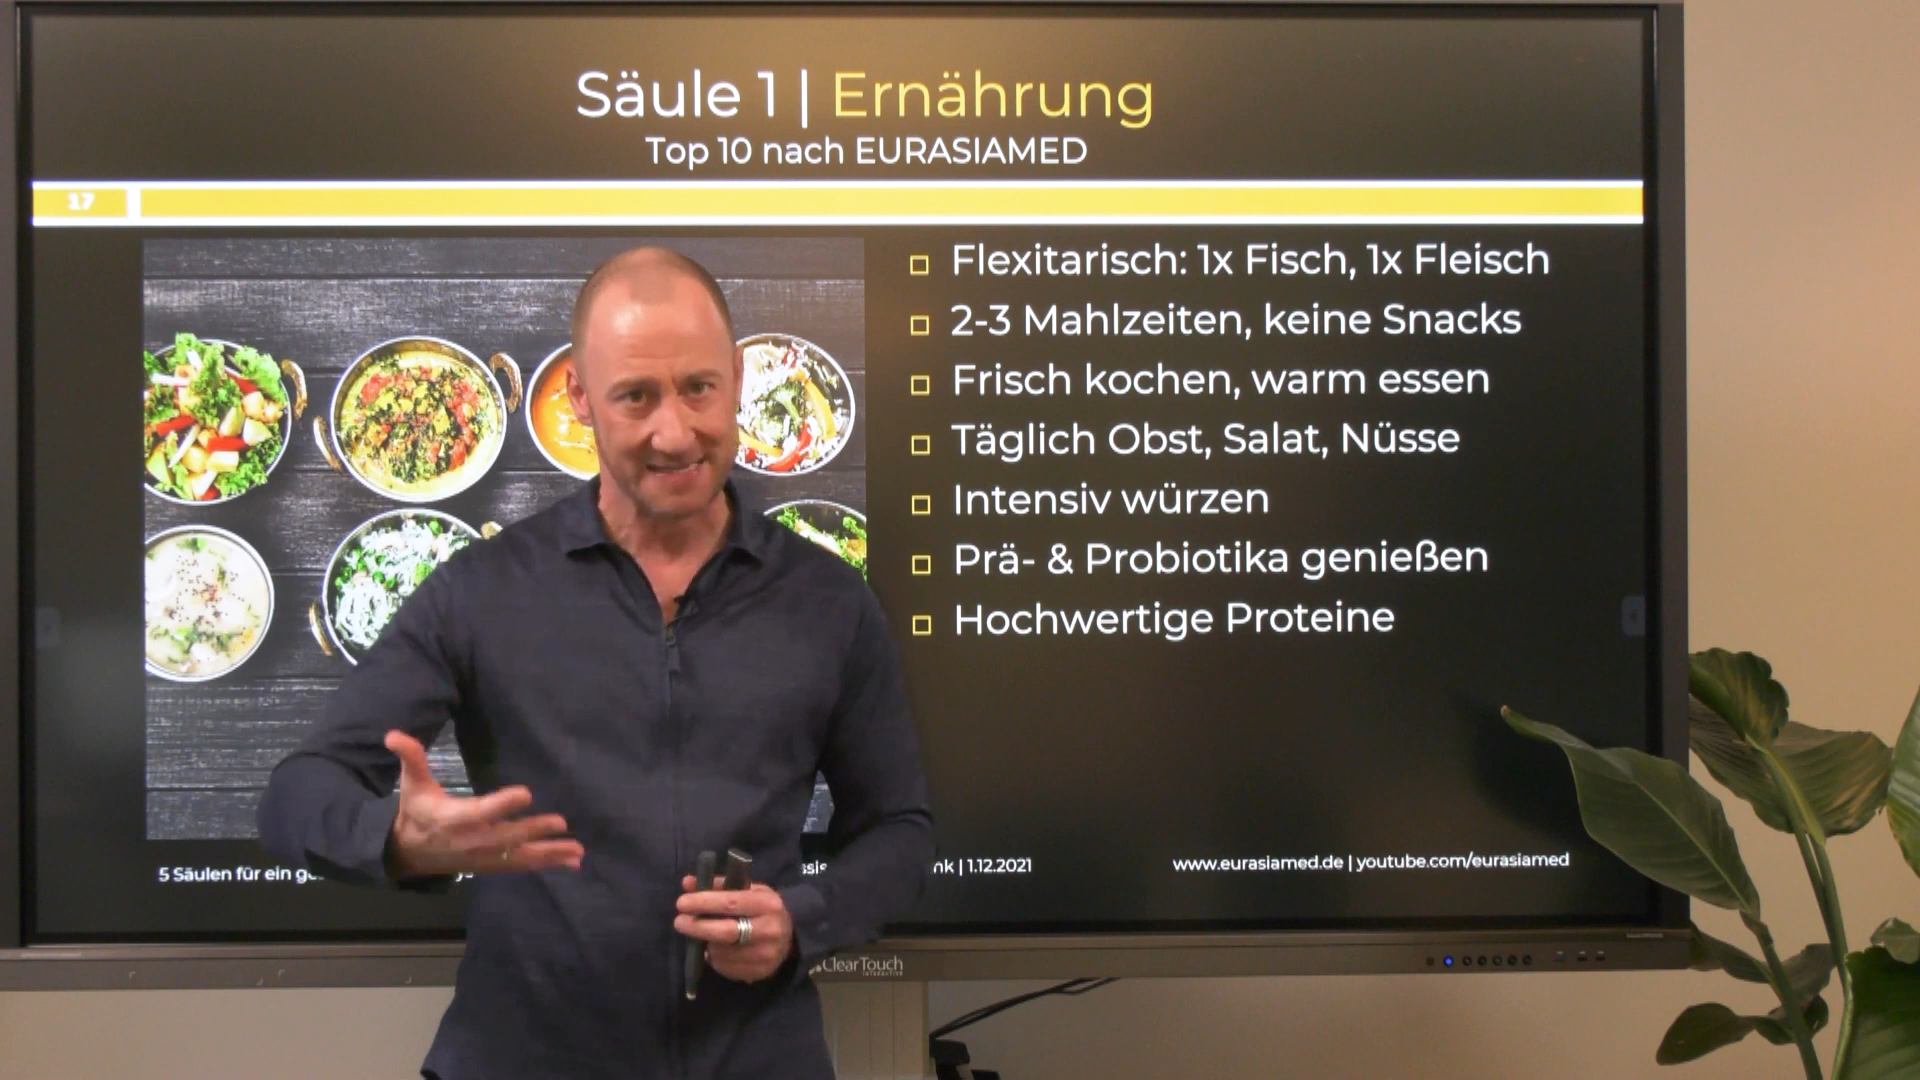 Säule 1 | Ernährung
Top 10 nach EURASIAMED
17
Flexitarisch: 1x Fisch, 1x Fleisch
2-3 Mahlzeiten, keine Snacks
Frisch kochen, warm essen
Täglich Obst, Salat, Nüsse
Intensiv würzen
Prä- & Probiotika genießen
Hochwertige Proteine
5 Säulen für ein | 1.12.2021
www.eurasiamed.de | youtube.com/eurasiamed
ClearTouch